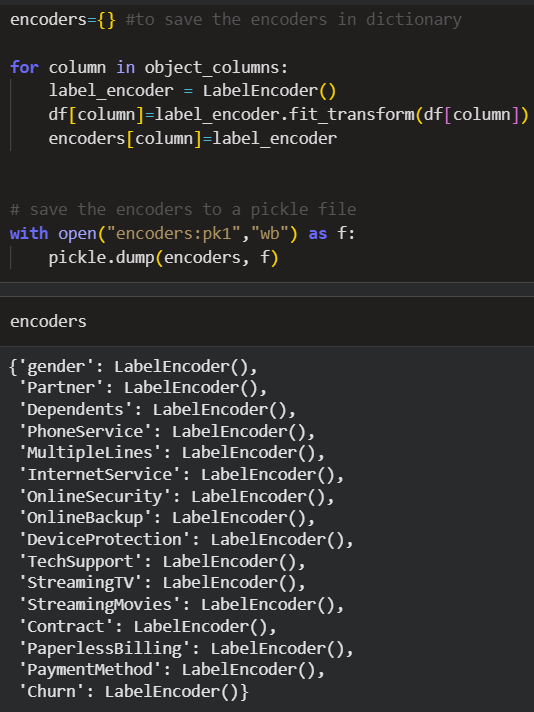 encoders={} #to save the encoders in dictionary
for column in object_columns:
    label_encoder = LabelEncoder()
    df[column]=label_encoder.fit_transform(df[column])
    encoders[column]=label_encoder
# save the encoders to a pickle file
with open("encoders:pk1","wb") as f:
    pickle.dump(encoders, f)
encoders
{'gender': LabelEncoder(),
 'Partner': LabelEncoder(),
 'Dependents': LabelEncoder(),
 'PhoneService': LabelEncoder(),
 'MultipleLines': LabelEncoder(),
 'InternetService': LabelEncoder(),
 'OnlineSecurity': LabelEncoder(),
 'OnlineBackup': LabelEncoder(),
 'DeviceProtection': LabelEncoder(),
 'TechSupport': LabelEncoder(),
 'StreamingTV': LabelEncoder(),
 'StreamingMovies': LabelEncoder(),
 'Contract': LabelEncoder(),
 'PaperlessBilling': LabelEncoder(),
 'PaymentMethod': LabelEncoder(),
 'Churn': LabelEncoder()}